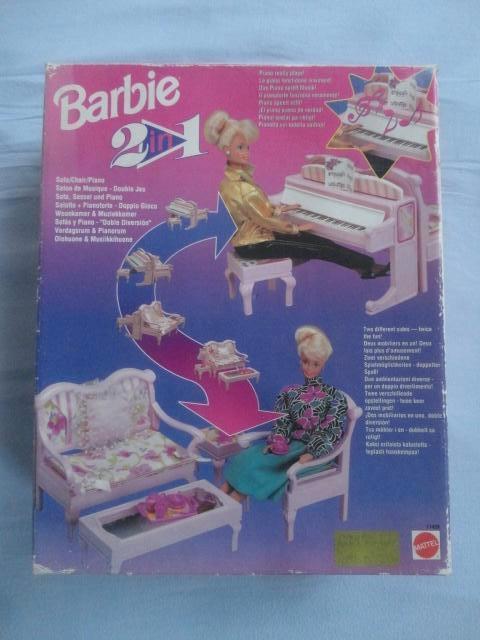 Barbie
2 in 1
Sofa/Chair/Piano
Salon de Musique - Double Jeu
Sofa, Sessel und Piano
Salotto + Pianoforte - Doppio Gioco
Woonkamer & Muziekkamer
Sofás y Piano - "Doble Diversión"
Vardagsrum & Pianorum
Olohuone & Musiikkihuone
Piano really plays!
Le piano fonctionne vraiment!
Das Piano spielt Musik!
Il pianoforte funziona veramente!
Piano speelt echt!
¡El piano suena de verdad!
Pianot spelar på riktigt!
Pianolla voi todella soittaa!
Two different sides — twice
the fun!
Deux mobiliers en un! Deux
fois plus d'amusement!
Zwei verschiedene
Spielmöglichkeiten - doppelter
Spaß!
Due ambientazioni diverse -
per un doppio divertimento!
Twee verschillende
opstellingen - twee keer
zoveel pret!
¡Dos mobiliarios en uno, doble
diversión!
Två möbler i en - dubbelt så
roligt!
Kaksi erilaista kalustetta -
MATTEL